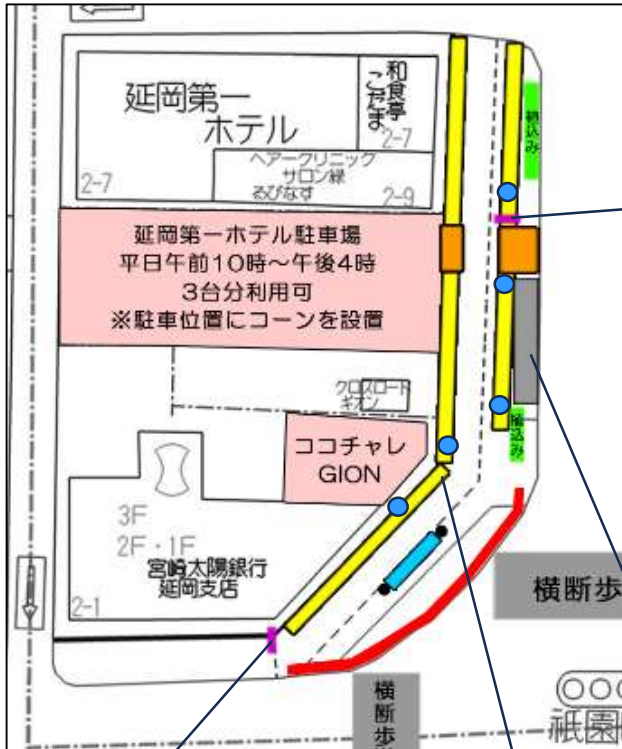 延岡第一
ホテル
和食亭
こだま
2-7
2-7
ヘアークリニック
サロン緑
るびなす
2-9
植込み
延岡第一ホテル駐車場
平日午前10時～午後4時
3台分利用可
※駐車位置にコーンを設置
クロスロード
ギオン
植込み
ココチャレ
GION
3F
2F・1F
宮崎太陽銀行
延岡支店
2-1
横断歩
横断歩
祇園